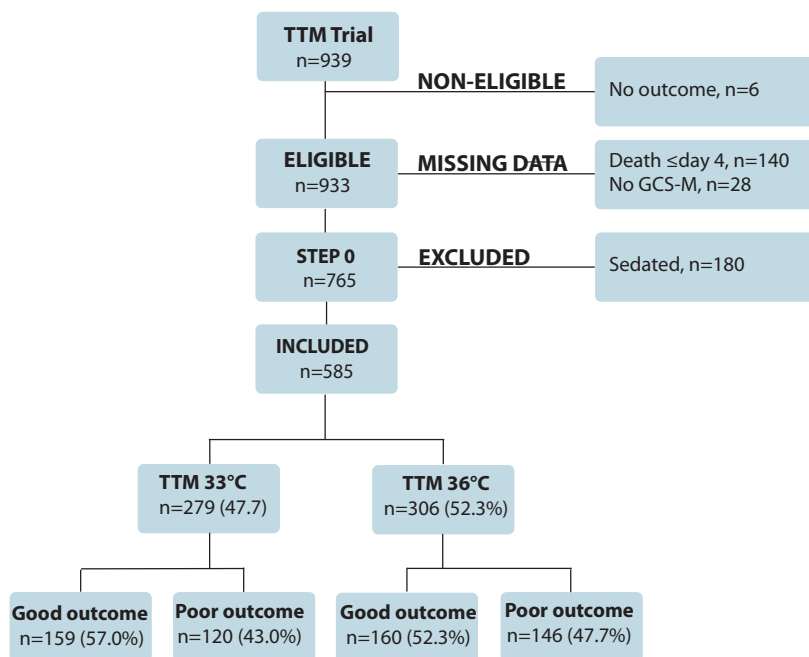 TTM Trial
n=939
NON-ELIGIBLE
No outcome, n=6
ELIGIBLE
n=933
MISSING DATA
Death ≤day 4, n=140
No GCS-M, n=28
STEP 0
n=765
EXCLUDED
Sedated, n=180
INCLUDED
n=585
TTM 33°C
n=279 (47.7)
TTM 36°C
n=306 (52.3%)
Good outcome
n=159 (57.0%)
Poor outcome
n=120 (43.0%)
Good outcome
n=160 (52.3%)
Poor outcome
n=146 (47.7%)